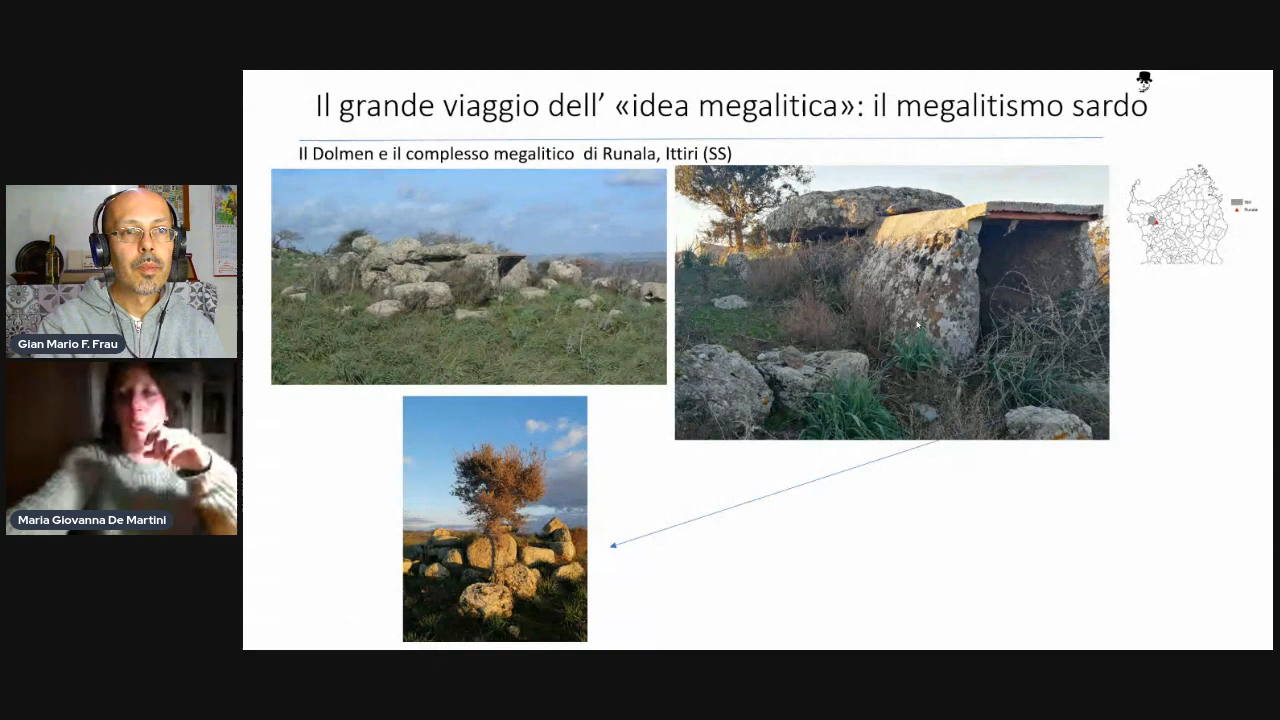 Il grande viaggio dell' «idea megalitica»: il megalitismo sardo
Il Dolmen e il complesso megalitico di Runala, Ittiri (SS)
Gian Mario F. Frau
Maria Giovanna De Martini